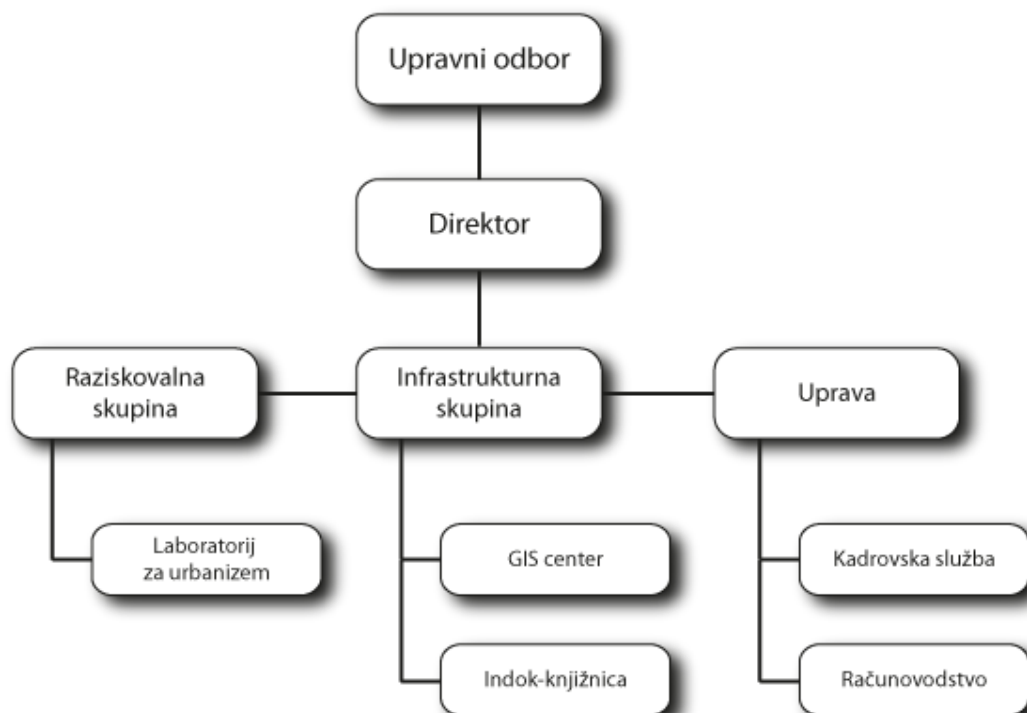 Upravni odbor
Direktor
Raziskovalna
skupina
Infrastrukturna
skupina
Uprava
Laboratorij
za urbanizem
GIS center
Kadrovska služba
Indok-knjižnica
Računovodstvo